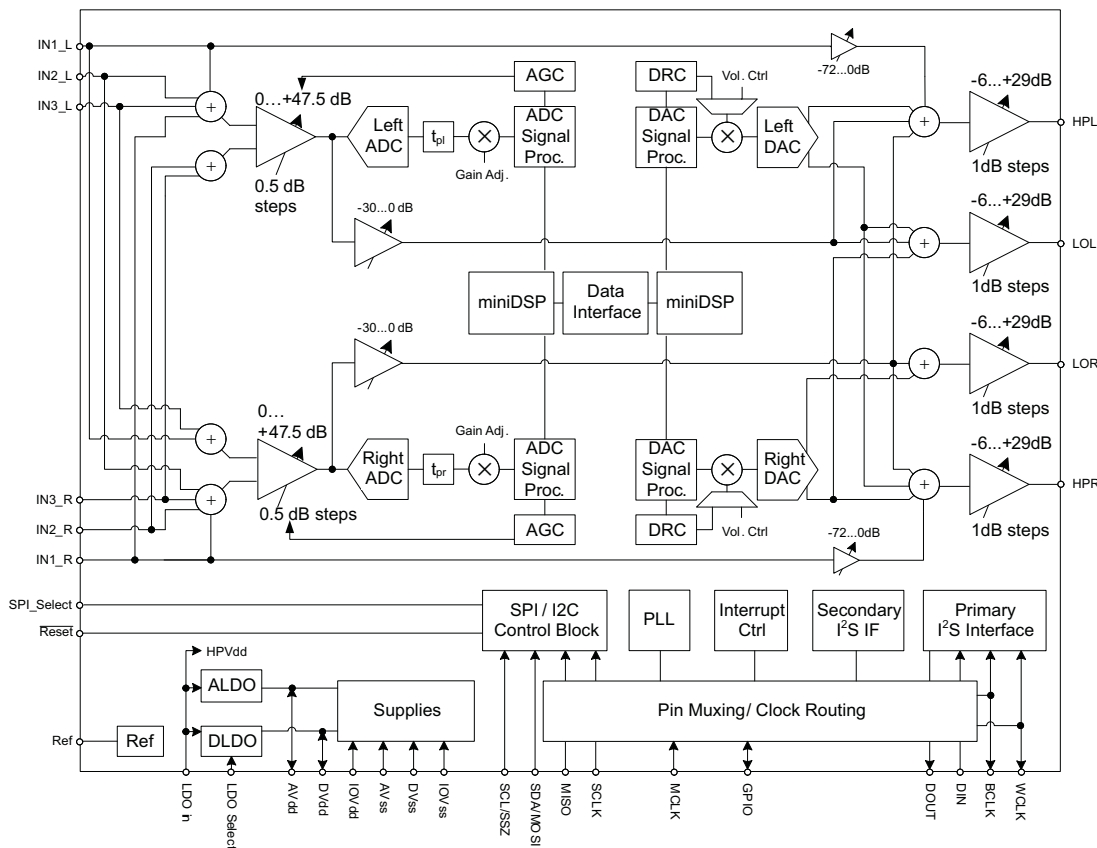 IN1_L
IN2_L
IN3_L
0…
+47.5 dB
0.5 dB
steps
Left
ADC
tpl
Gain Adj.
AGC
ADC
Signal
Proc.
DRC
Vol. Ctrl
DAC
Signal
Proc.
Left
DAC
-72...0dB
-6...+29dB
HPL
1dB steps
-30...0 dB
-6...+29dB
LOL
1dB steps
miniDSP
Data
Interface
miniDSP
-30...0 dB
-6...+29dB
LOR
1dB steps
0…
+47.5 dB
0.5 dB steps
Right
ADC
tpr
Gain Adj.
ADC
Signal
Proc.
AGC
DAC
Signal
Proc.
DRC
Vol. Ctrl
Right
DAC
-6...+29dB
HPR
1dB steps
-72...0dB
IN3_R
IN2_R
IN1_R
SPI_Select
Reset
SPI / I2C
Control Block
PLL
Interrupt
Ctrl
Secondary
I2S IF
Primary
I2S Interface
HPVdd
ALDO
DLDO
Supplies
Pin Muxing/ Clock Routing
Ref
Ref
LDO in
LDO Select
AVdd
DVdd
IOVdd
AVss
DVss
IOVss
SCL/SSZ
SDA/MOSI
MISO
SCLK
MCLK
GPIO
DOUT
DIN
BCLK
WCLK